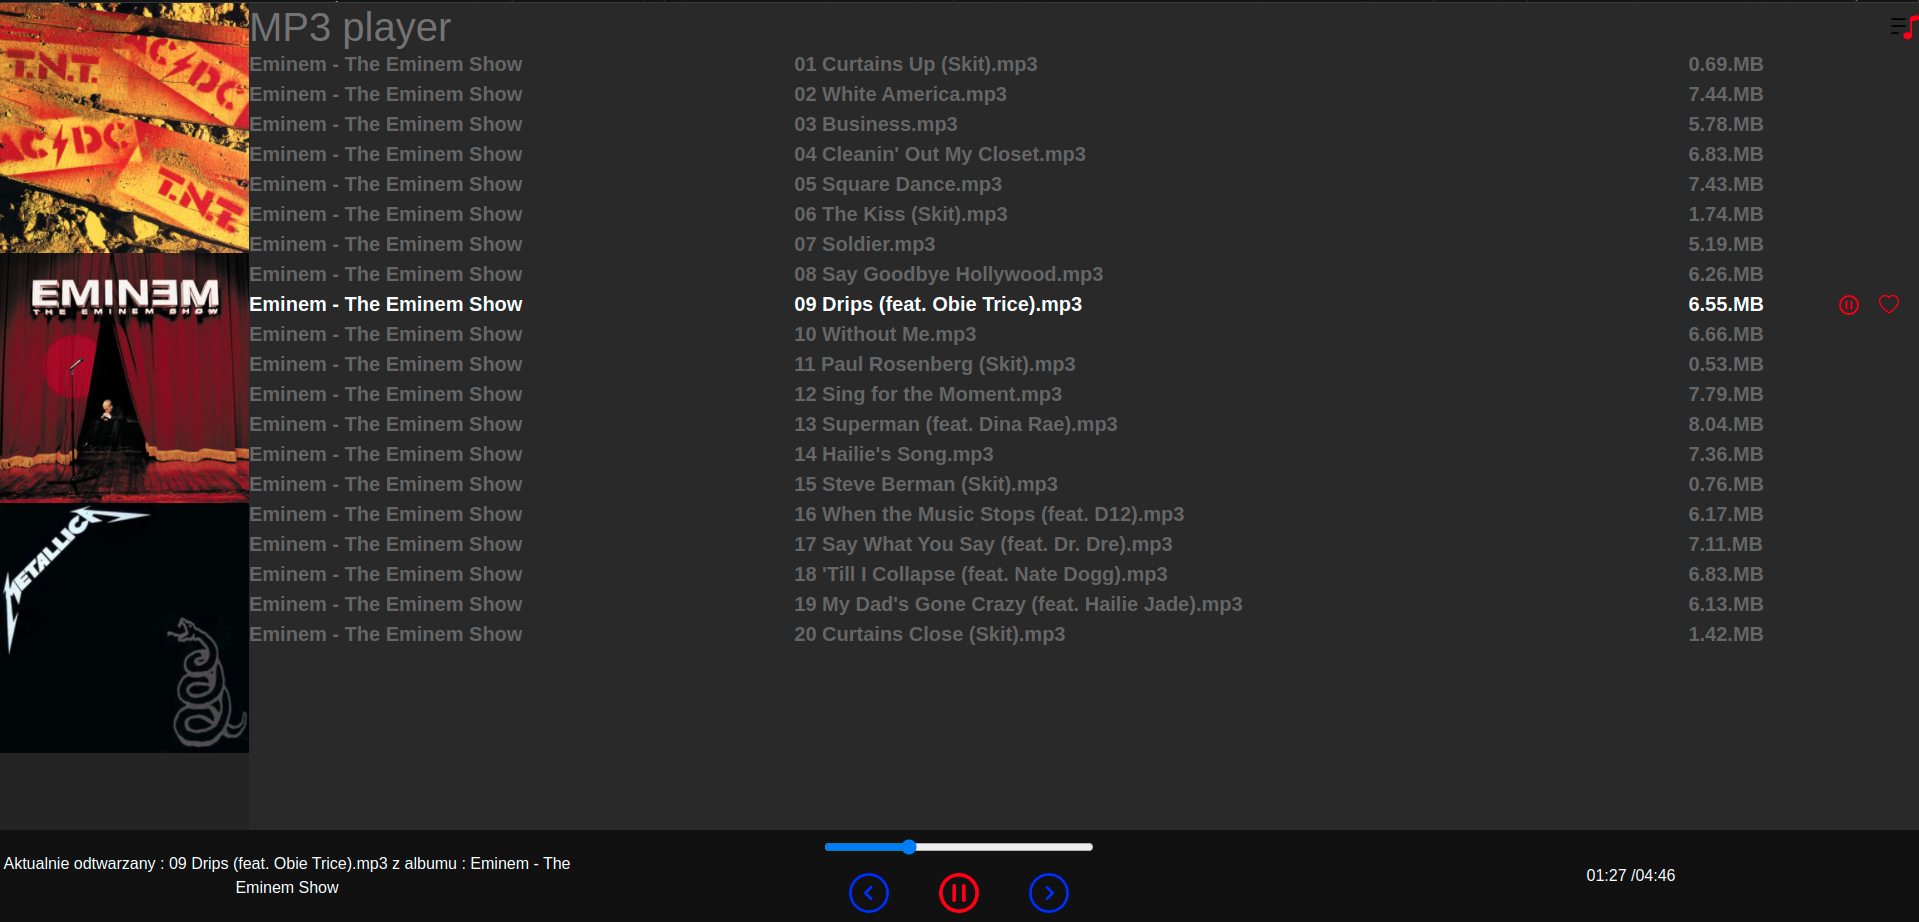 T.N.T.
AC/DC
AC/DC
T.N.T.
EMINEM
THE EMINEM SHOW
METALLICA
MP3 player
Eminem - The Eminem Show 01 Curtains Up (Skit).mp3 0.69.MB
Eminem - The Eminem Show 02 White America.mp3 7.44.MB
Eminem - The Eminem Show 03 Business.mp3 5.78.MB
Eminem - The Eminem Show 04 Cleanin' Out My Closet.mp3 6.83.MB
Eminem - The Eminem Show 05 Square Dance.mp3 7.43.MB
Eminem - The Eminem Show 06 The Kiss (Skit).mp3 1.74.MB
Eminem - The Eminem Show 07 Soldier.mp3 5.19.MB
Eminem - The Eminem Show 08 Say Goodbye Hollywood.mp3 6.26.MB
Eminem - The Eminem Show 09 Drips (feat. Obie Trice).mp3 6.55.MB
Eminem - The Eminem Show 10 Without Me.mp3 6.66.MB
Eminem - The Eminem Show 11 Paul Rosenberg (Skit).mp3 0.53.MB
Eminem - The Eminem Show 12 Sing for the Moment.mp3 7.79.MB
Eminem - The Eminem Show 13 Superman (feat. Dina Rae).mp3 8.04.MB
Eminem - The Eminem Show 14 Hailie's Song.mp3 7.36.MB
Eminem - The Eminem Show 15 Steve Berman (Skit).mp3 0.76.MB
Eminem - The Eminem Show 16 When the Music Stops (feat. D12).mp3 6.17.MB
Eminem - The Eminem Show 17 Say What You Say (feat. Dr. Dre).mp3 7.11.MB
Eminem - The Eminem Show 18 'Till I Collapse (feat. Nate Dogg).mp3 6.83.MB
Eminem - The Eminem Show 19 My Dad's Gone Crazy (feat. Hailie Jade).mp3 6.13.MB
Eminem - The Eminem Show 20 Curtains Close (Skit).mp3 1.42.MB
Aktualnie odtwarzany : 09 Drips (feat. Obie Trice).mp3 z albumu : Eminem - The
Eminem Show
01:27 /04:46